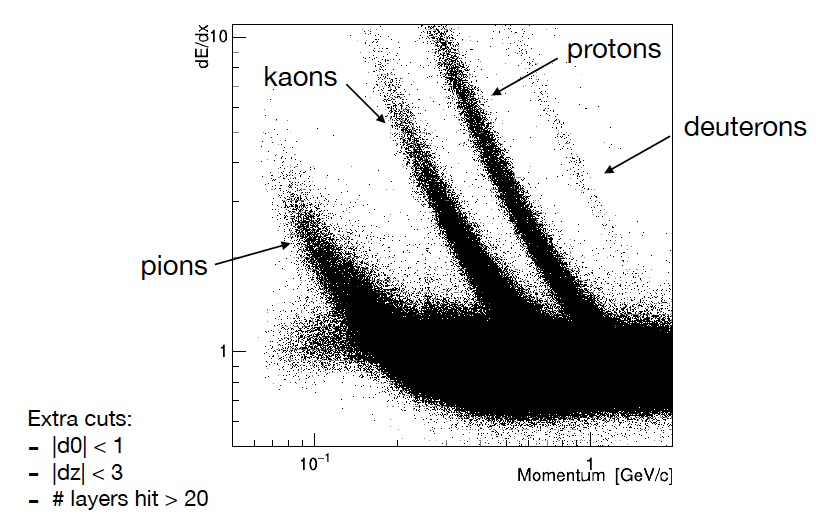 dE/dx
10
protons
kaons
deuterons
pions
1
Extra cuts:
- |d0| < 1
- |dz| < 3
- # layers hit > 20
10⁻¹
1
Momentum [GeV/c]